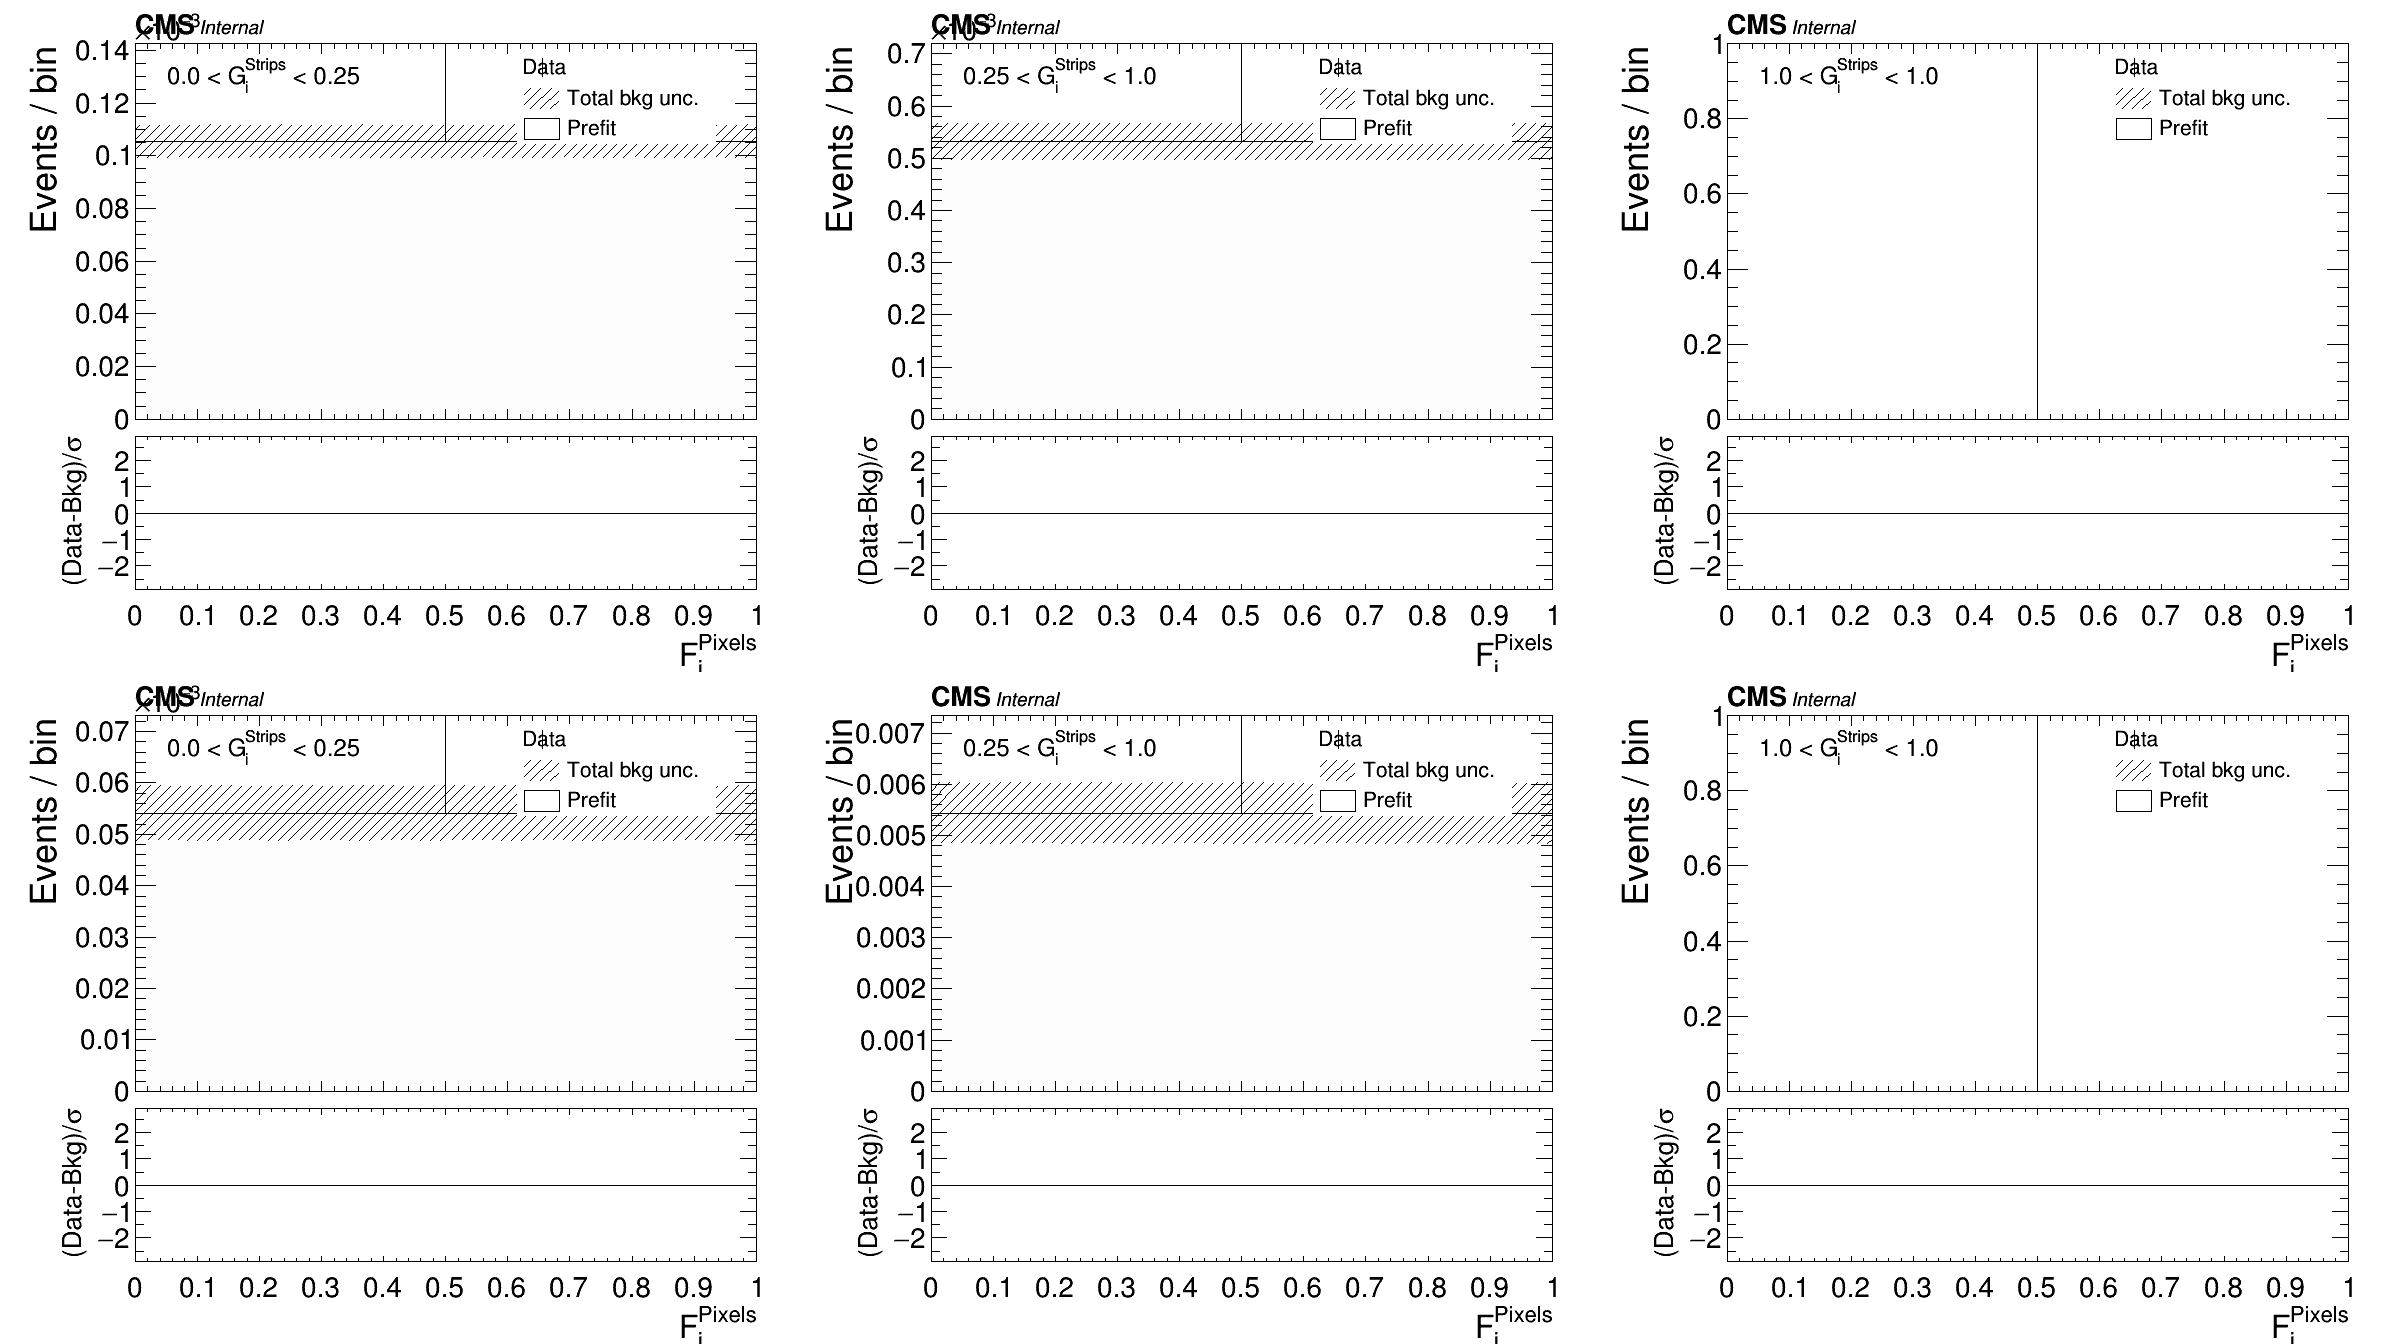 CMS Internal
×10⁻³
Events / bin
0.0 < G_i^Strips < 0.25
Data
Total bkg unc.
Prefit
0.14
0.12
0.1
0.08
0.06
0.04
0.02
0
(Data-Bkg)/σ
2
1
0
−1
−2
0 0.1 0.2 0.3 0.4 0.5 0.6 0.7 0.8 0.9 1
F_i^Pixels
CMS Internal
×10⁻³
Events / bin
0.25 < G_i^Strips < 1.0
Data
Total bkg unc.
Prefit
0.7
0.6
0.5
0.4
0.3
0.2
0.1
0
(Data-Bkg)/σ
2
1
0
−1
−2
0 0.1 0.2 0.3 0.4 0.5 0.6 0.7 0.8 0.9 1
F_i^Pixels
CMS Internal
Events / bin
1.0 < G_i^Strips < 1.0
Data
Total bkg unc.
Prefit
1
0.8
0.6
0.4
0.2
0
(Data-Bkg)/σ
2
1
0
−1
−2
0 0.1 0.2 0.3 0.4 0.5 0.6 0.7 0.8 0.9 1
F_i^Pixels
CMS Internal
×10⁻³
Events / bin
0.0 < G_i^Strips < 0.25
Data
Total bkg unc.
Prefit
0.07
0.06
0.05
0.04
0.03
0.02
0.01
0
(Data-Bkg)/σ
2
1
0
−1
−2
0 0.1 0.2 0.3 0.4 0.5 0.6 0.7 0.8 0.9 1
F_i^Pixels
CMS Internal
Events / bin
0.25 < G_i^Strips < 1.0
Data
Total bkg unc.
Prefit
0.007
0.006
0.005
0.004
0.003
0.002
0.001
0
(Data-Bkg)/σ
2
1
0
−1
−2
0 0.1 0.2 0.3 0.4 0.5 0.6 0.7 0.8 0.9 1
F_i^Pixels
CMS Internal
Events / bin
1.0 < G_i^Strips < 1.0
Data
Total bkg unc.
Prefit
1
0.8
0.6
0.4
0.2
0
(Data-Bkg)/σ
2
1
0
−1
−2
0 0.1 0.2 0.3 0.4 0.5 0.6 0.7 0.8 0.9 1
F_i^Pixels